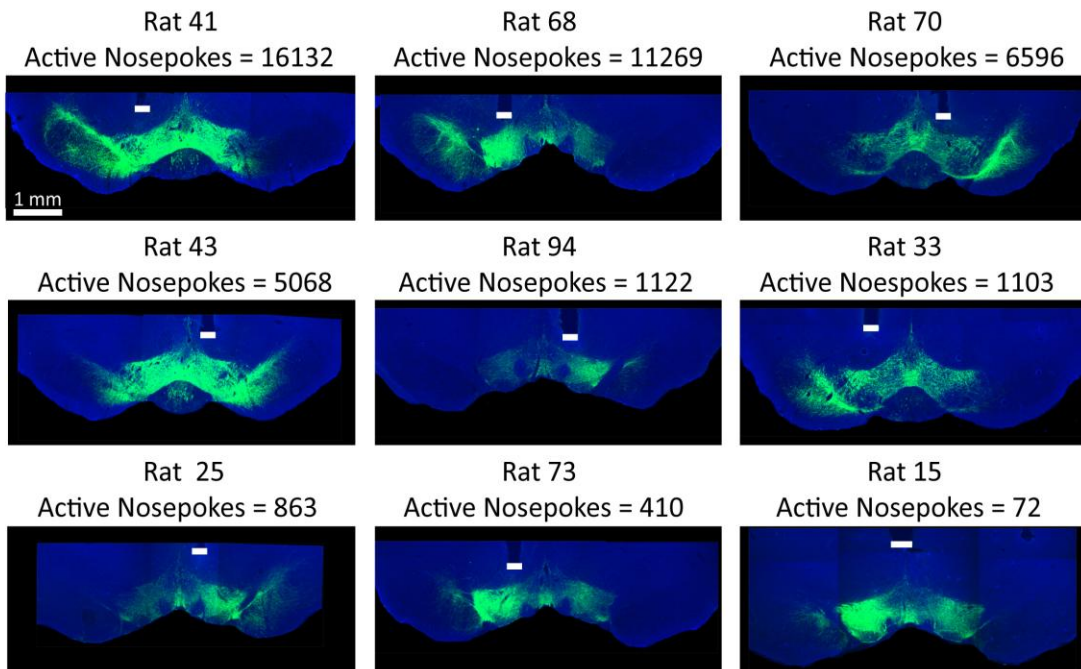 Rat 41
Active Nosepokes = 16132
Rat 68
Active Nosepokes = 11269
Rat 70
Active Nosepokes = 6596
1 mm
Rat 43
Active Nosepokes = 5068
Rat 94
Active Nosepokes = 1122
Rat 33
Active Noespokes = 1103
Rat 25
Active Nosepokes = 863
Rat 73
Active Nosepokes = 410
Rat 15
Active Nosepokes = 72